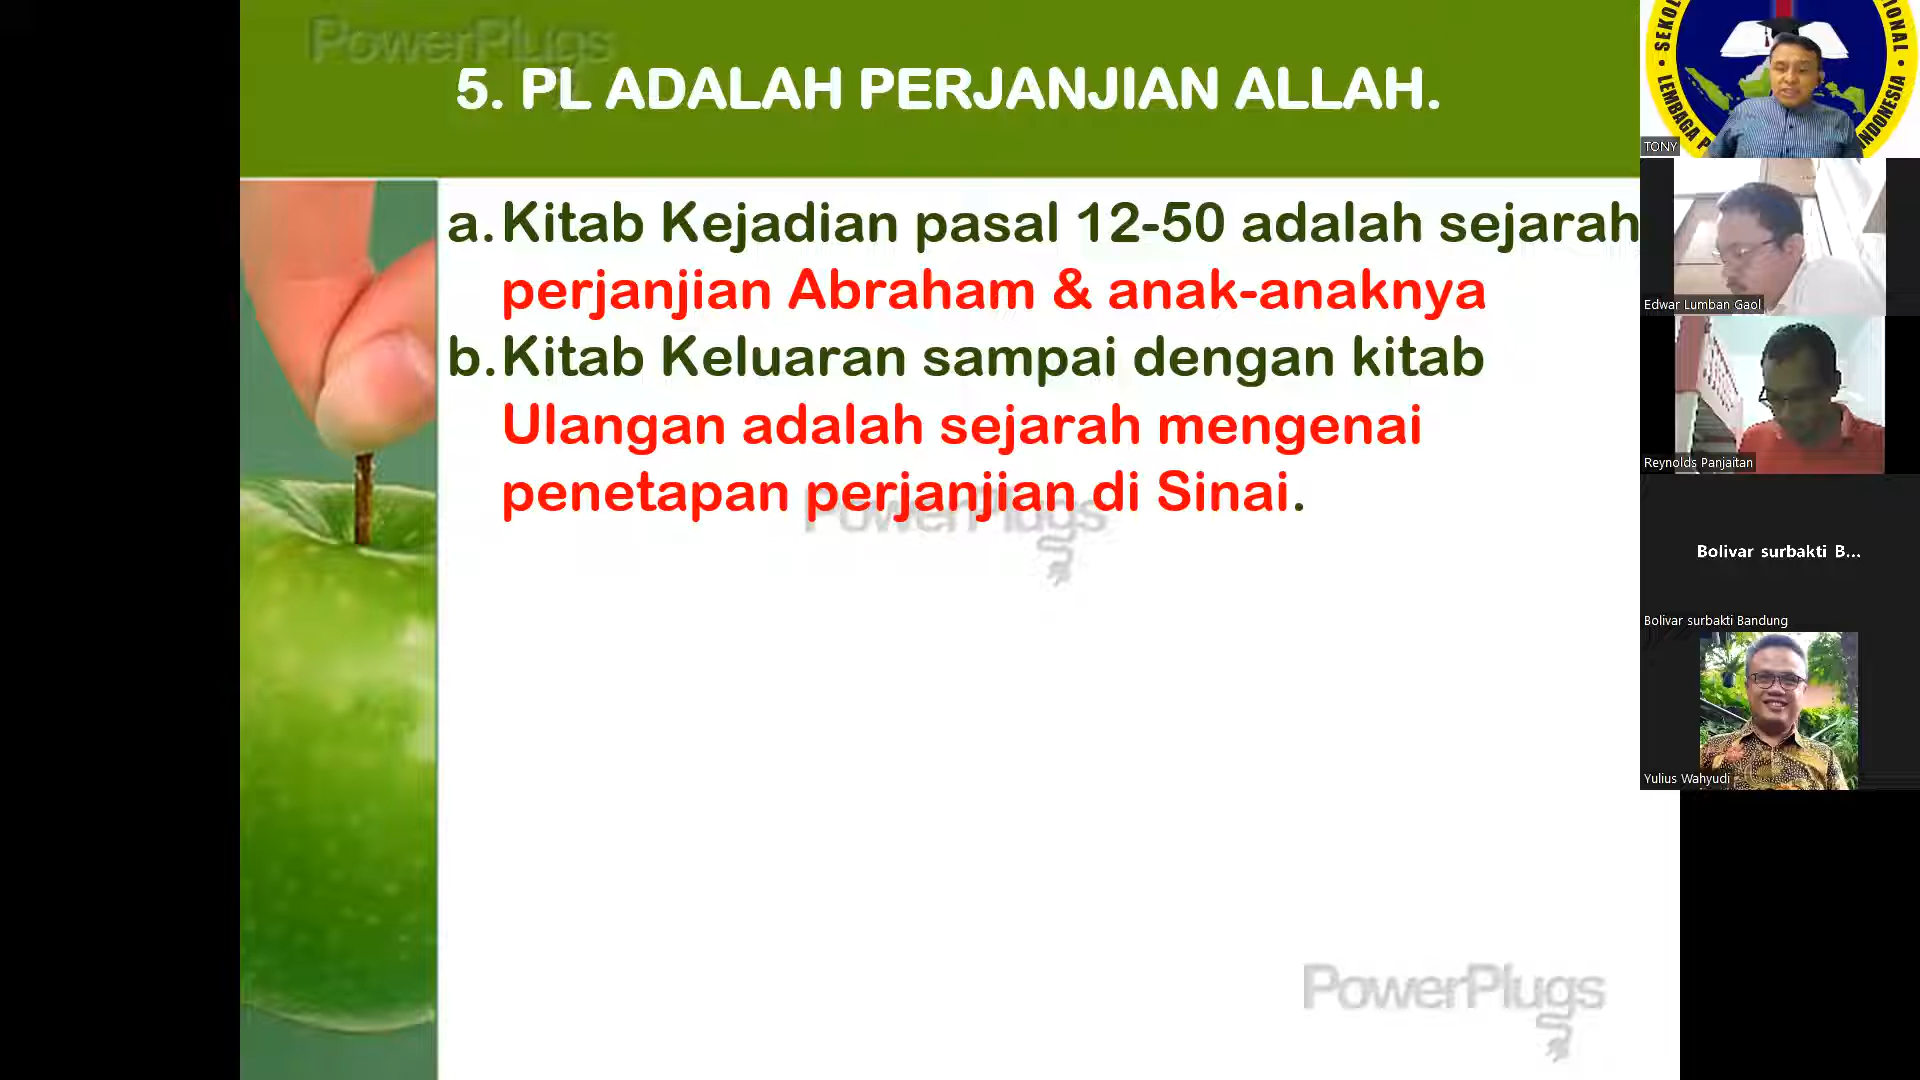 PowerPlugs
5. PL ADALAH PERJANJIAN ALLAH.
a. Kitab Kejadian pasal 12-50 adalah sejarah
perjanjian Abraham & anak-anaknya
b. Kitab Keluaran sampai dengan kitab
Ulangan adalah sejarah mengenai
penetapan perjanjian di Sinai.
PowerPlugs
PowerPlugs
LEMBAGA P
INDONESIA
TONY
Edwar Lumban Gaol
Reynolds Panjaitan
Bolivar surbakti B...
Bolivar surbakti Bandung
Yulius Wahyudi